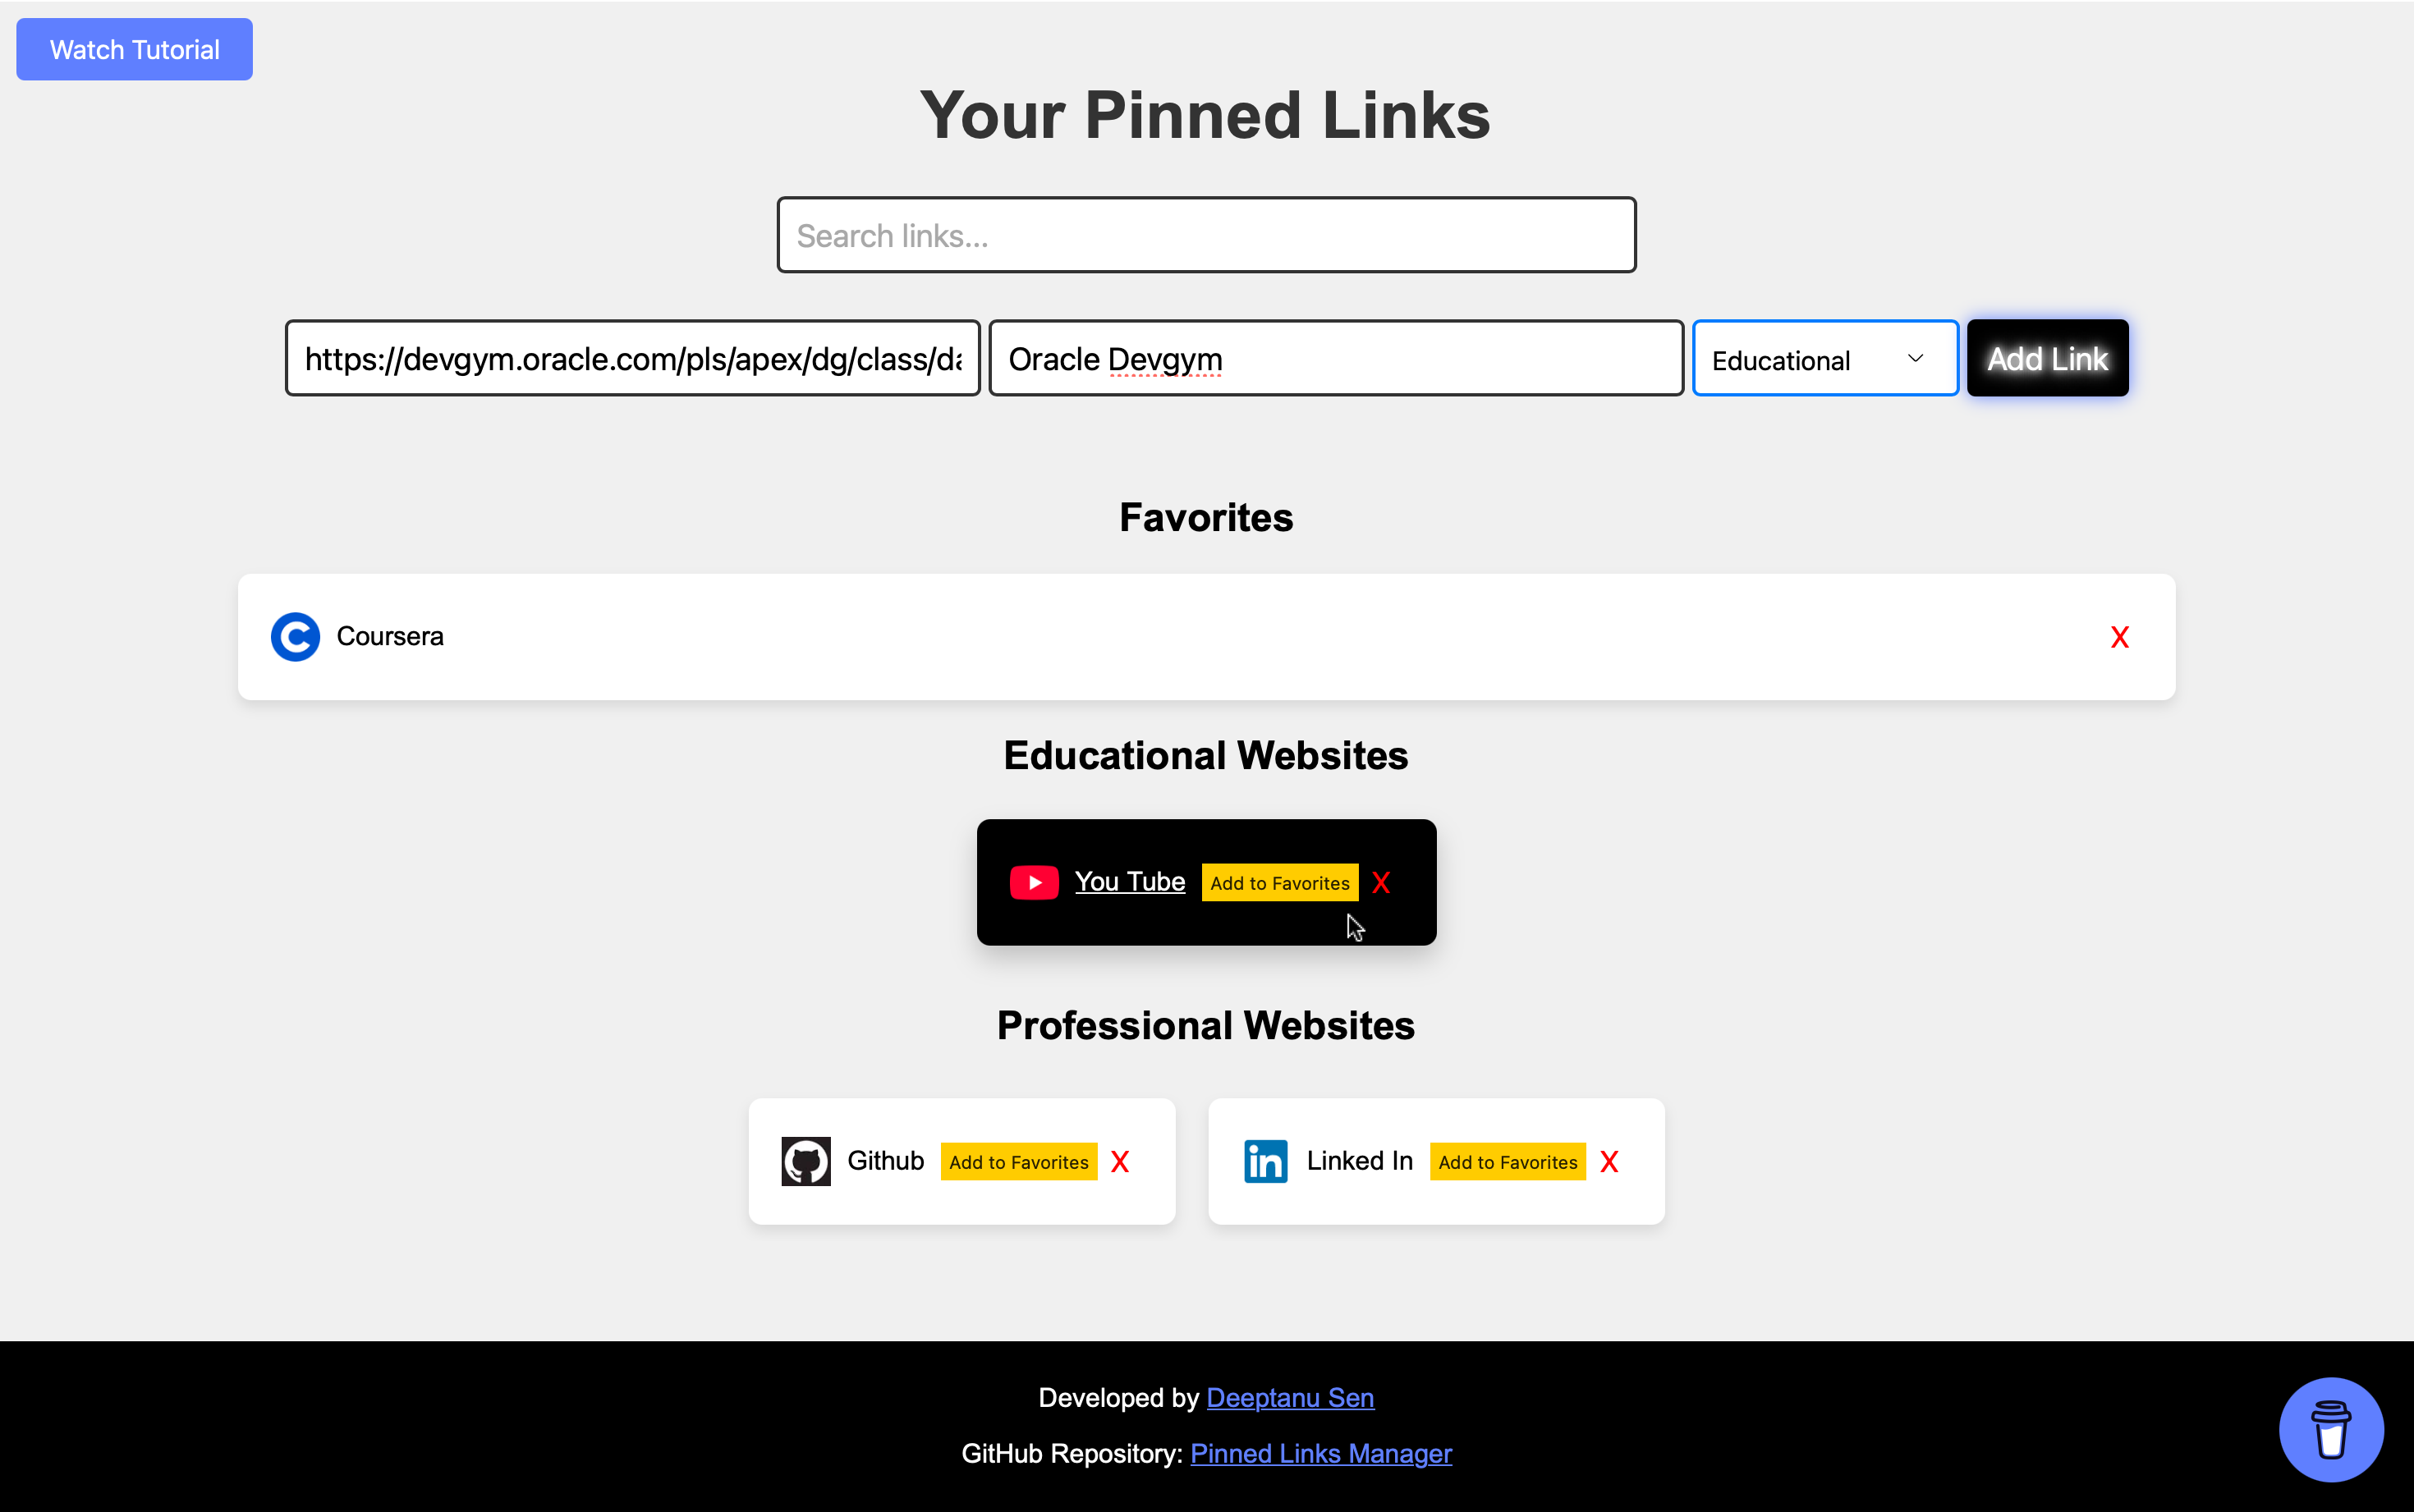 Watch Tutorial
Your Pinned Links
Search links...
https://devgym.oracle.com/pls/apex/dg/class/da
Oracle Devgym
Educational
Add Link
Favorites
Coursera
X
Educational Websites
You Tube Add to Favorites X
Professional Websites
Github Add to Favorites X
Linked In Add to Favorites X
Developed by Deeptanu Sen
GitHub Repository: Pinned Links Manager